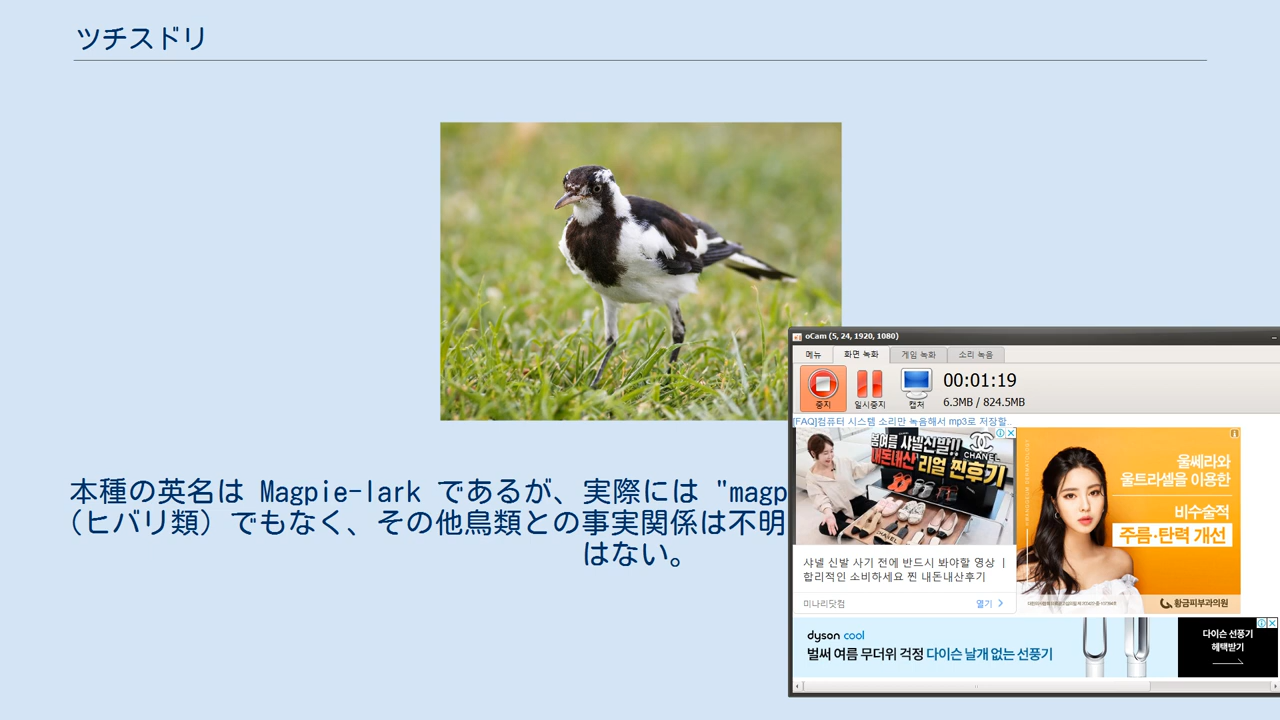 ツチスドリ
本種の英名は Magpie-lark であるが、実際には "magp
(ヒバリ類) でもなく、その他鳥類との事実関係は不明
はない。
oCam (5, 24, 1920, 1080)
메뉴 화면 녹화 게임 녹화 소리 녹음
중지 일시중지 캡처
00:01:19
6.3MB / 824.5MB
[FAQ]컴퓨터 시스템 소리만 녹음해서 mp3로 저장할..
봄여름 샤넬신발!!
내돈내산 리얼 찐후기
CHANEL
샤넬 신발 사기 전에 반드시 봐야할 영상 |
합리적인 소비하세요 찐 내돈내산후기
미나리닷컴 열기
울쎄라와
울트라셀을 이용한
비수술적
주름·탄력 개선
황금피부과의원
dyson cool
벌써 여름 무더위 걱정 다이슨 날개 없는 선풍기
다이슨 선풍기
혜택받기